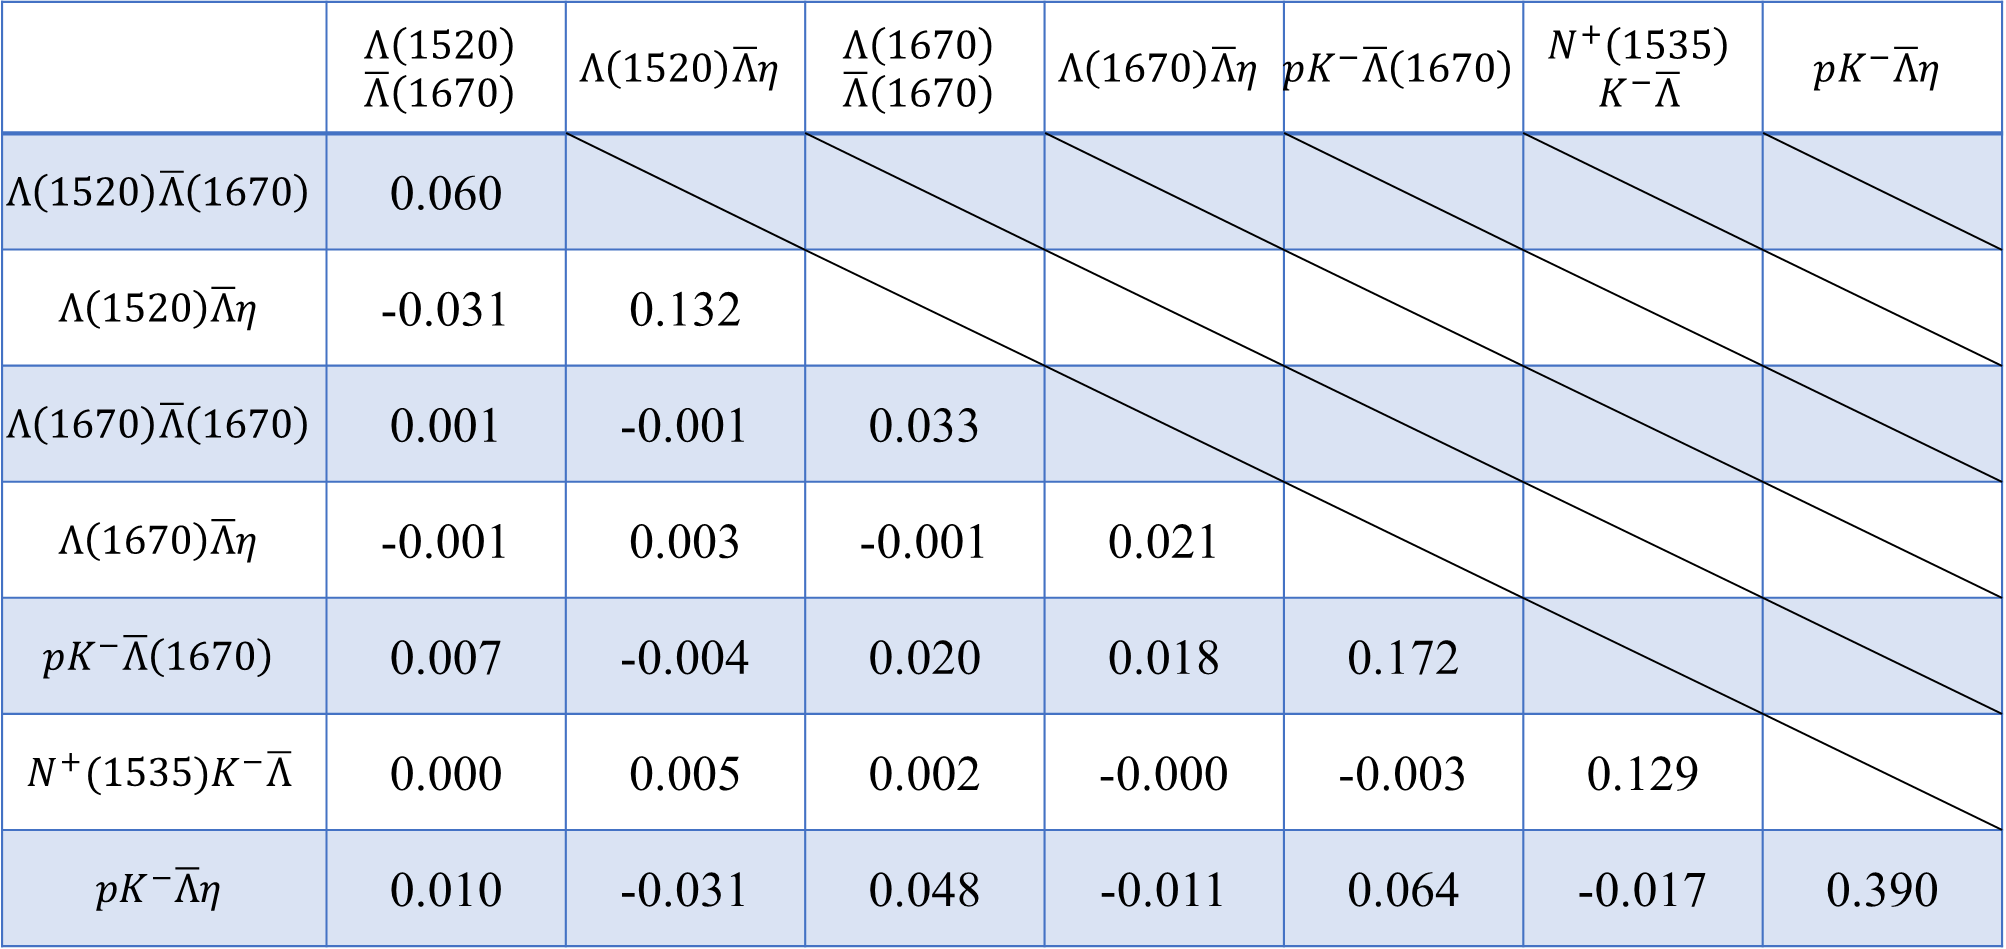 Λ(1520) Λ̅(1670) Λ(1520)Λ̅η Λ(1670) Λ̅(1670) Λ(1670)Λ̅η pK⁻Λ̅(1670) N⁺(1535) K⁻Λ̅ pK⁻Λ̅η
Λ(1520)Λ̅(1670) 0.060
Λ(1520)Λ̅η -0.031 0.132
Λ(1670)Λ̅(1670) 0.001 -0.001 0.033
Λ(1670)Λ̅η -0.001 0.003 -0.001 0.021
pK⁻Λ̅(1670) 0.007 -0.004 0.020 0.018 0.172
N⁺(1535)K⁻Λ̅ 0.000 0.005 0.002 -0.000 -0.003 0.129
pK⁻Λ̅η 0.010 -0.031 0.048 -0.011 0.064 -0.017 0.390